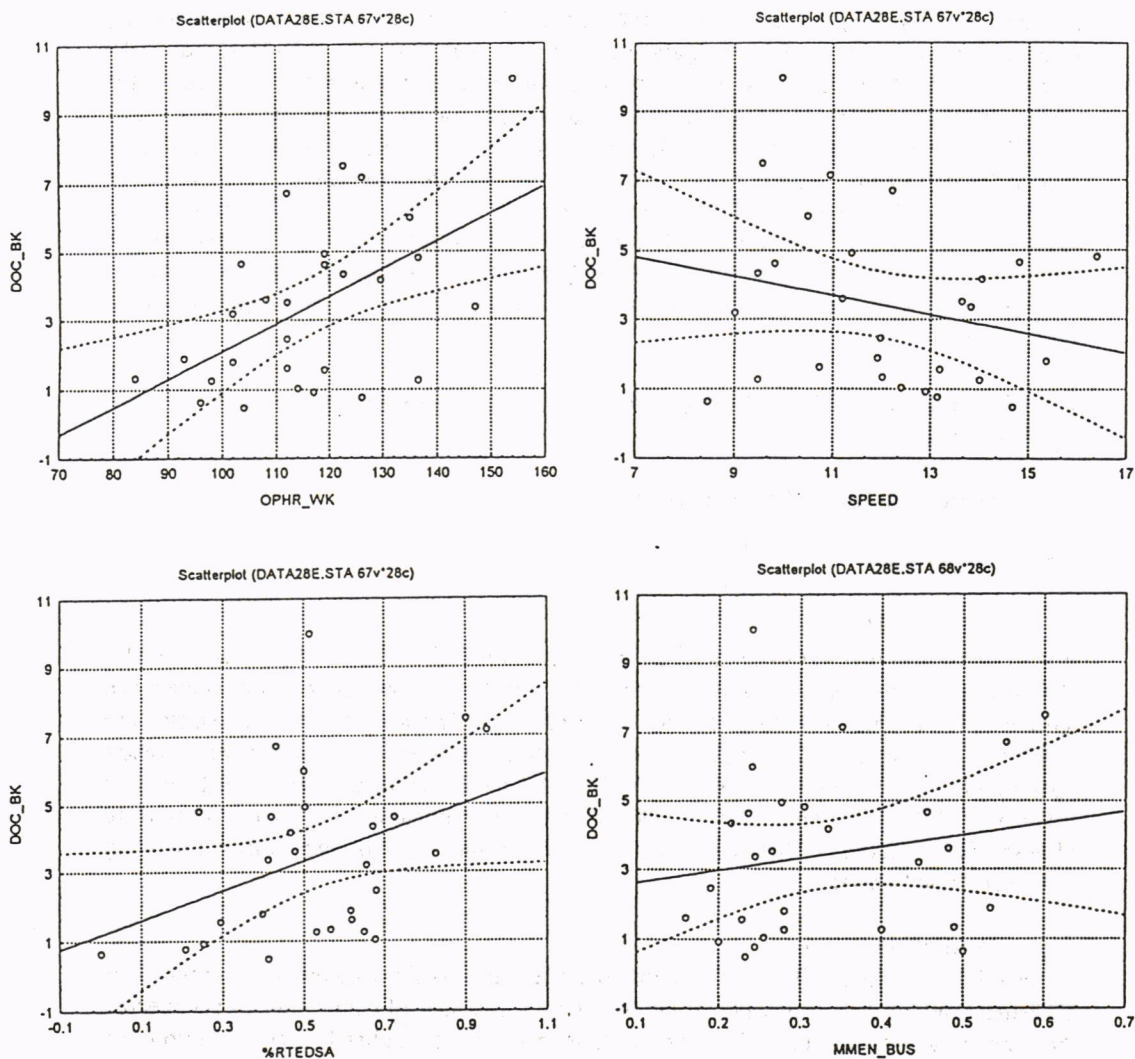 Scatterplot (DATA28E.STA 67v*28c)
11
9
7
5
3
1
-1
DOC_BK
70 80 90 100 110 120 130 140 150 160
OPHR_WK
Scatterplot (DATA28E.STA 67v*28c)
11
9
7
5
3
1
-1
DOC_BK
7 9 11 13 15 17
SPEED
Scatterplot (DATA28E.STA 67v*28c)
11
9
7
5
3
1
-1
DOC_BK
-0.1 0.1 0.3 0.5 0.7 0.9 1.1
%RTEDSA
Scatterplot (DATA28E.STA 68v*28c)
11
9
7
5
3
1
-1
DOC_BK
0.1 0.2 0.3 0.4 0.5 0.6 0.7
MMEN_BUS